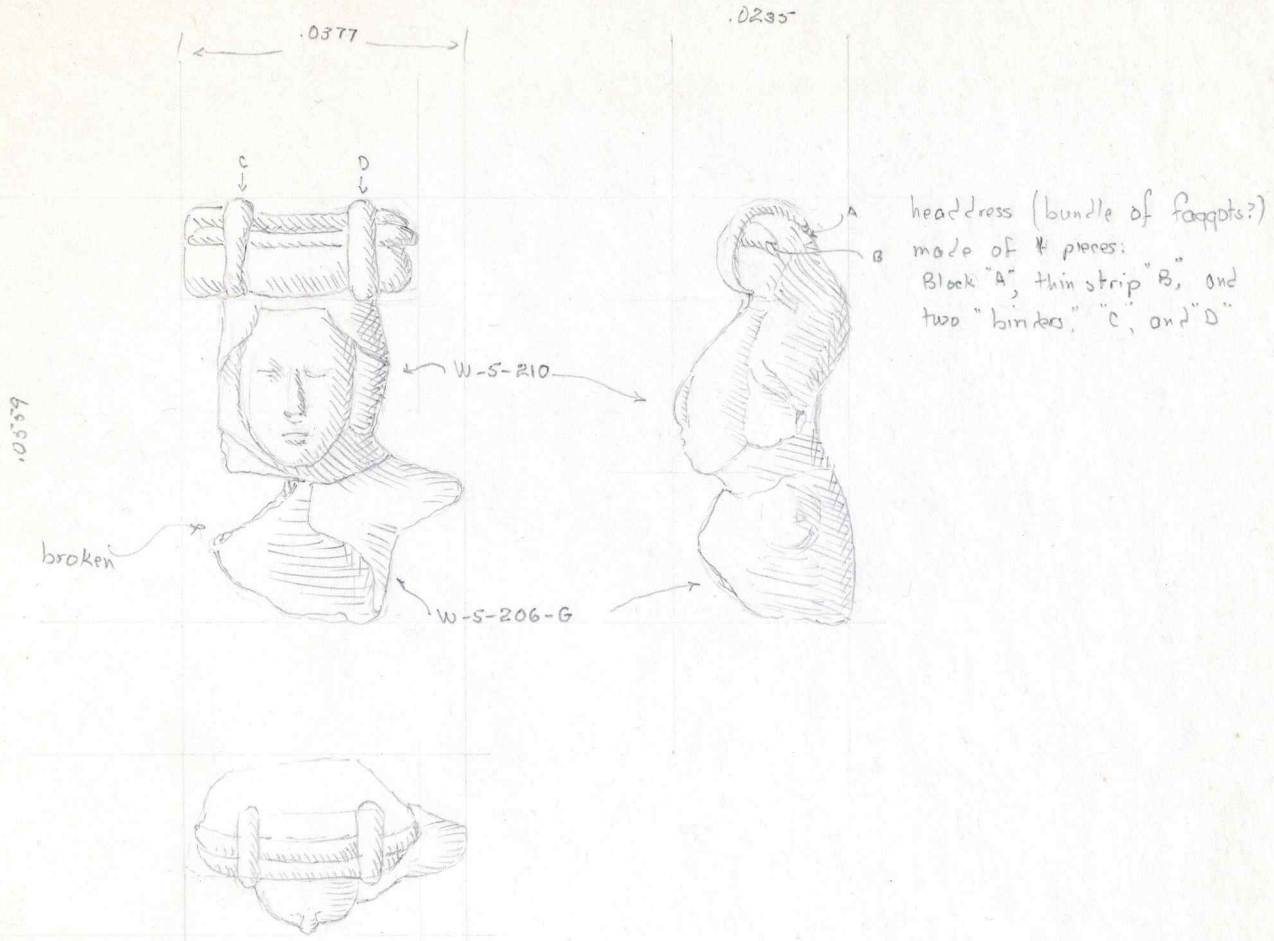 .0235
.0377
C
D
A
B
headdress (bundle of faggots?)
made of 4 pieces:
Block "A", thin strip "B", and
two "binders," "C", and "D"
W-5-210
broken
W-5-206-G